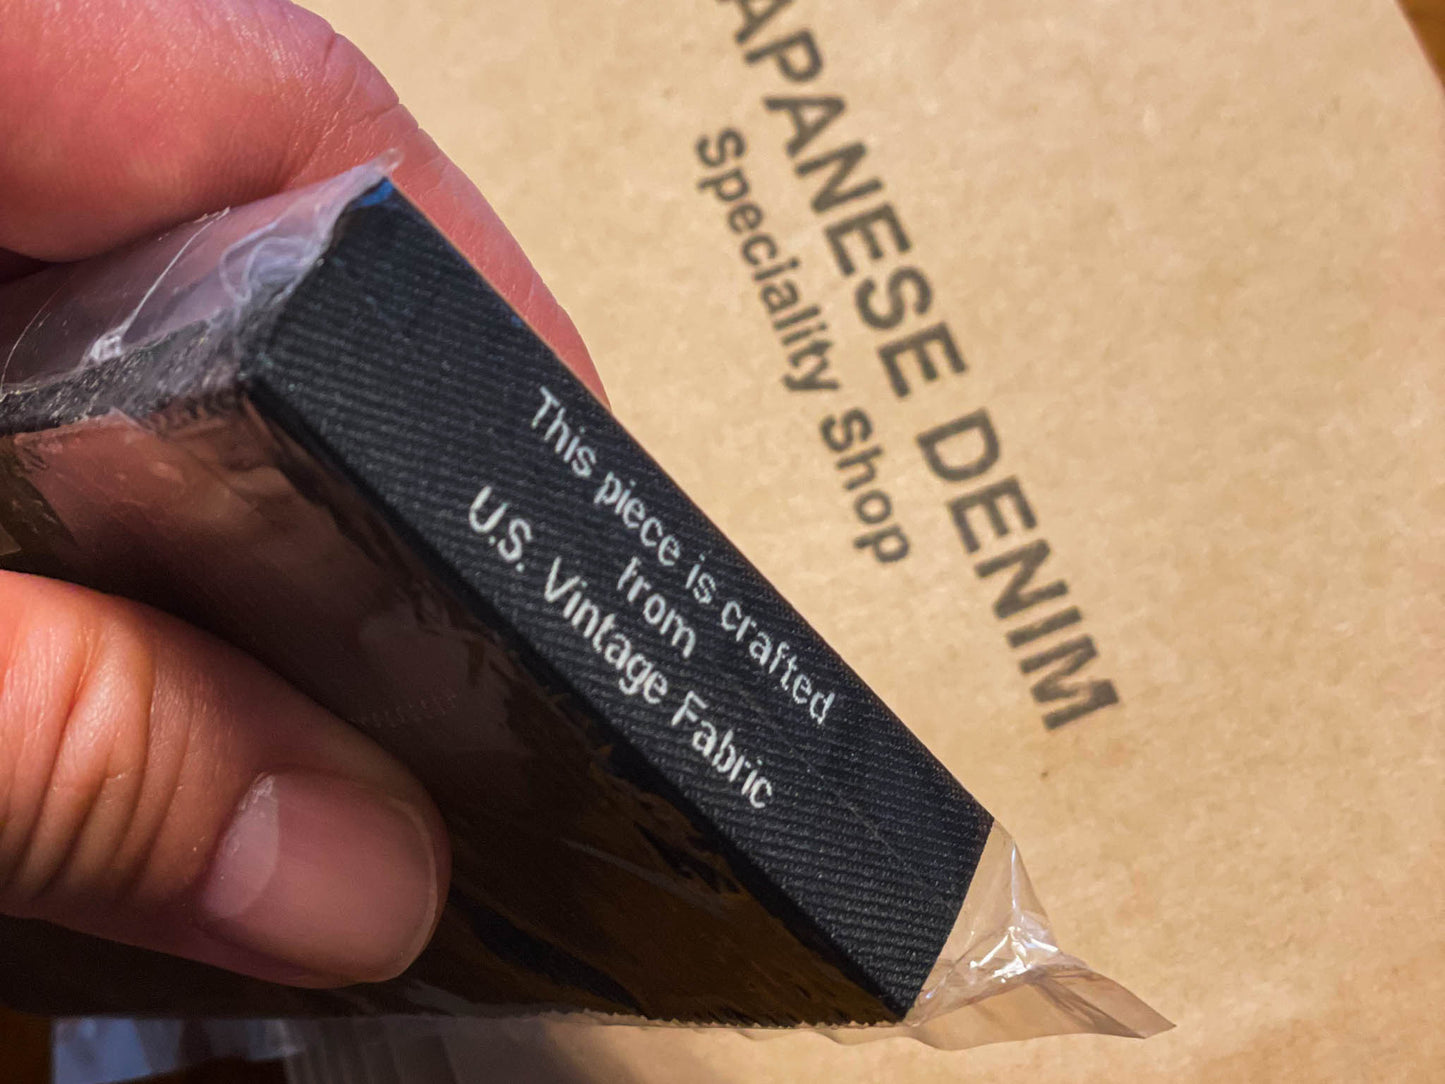 This piece is crafted
from
U.S. Vintage Fabric
APANESE DENIM
Speciality Shop